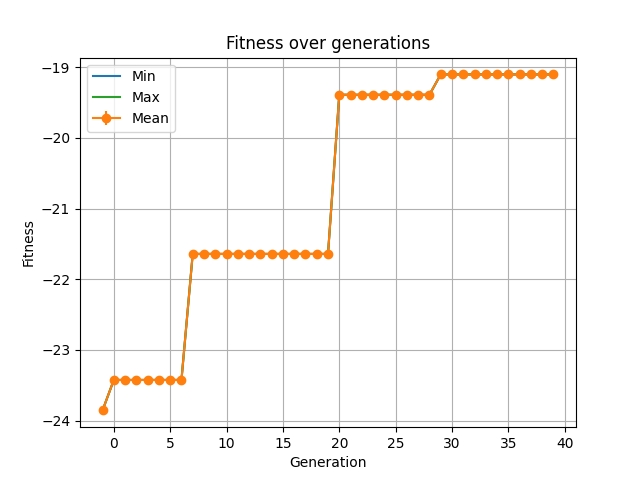 Fitness over generations
Min
Max
Mean
Fitness
−19
−20
−21
−22
−23
−24
0 5 10 15 20 25 30 35 40
Generation